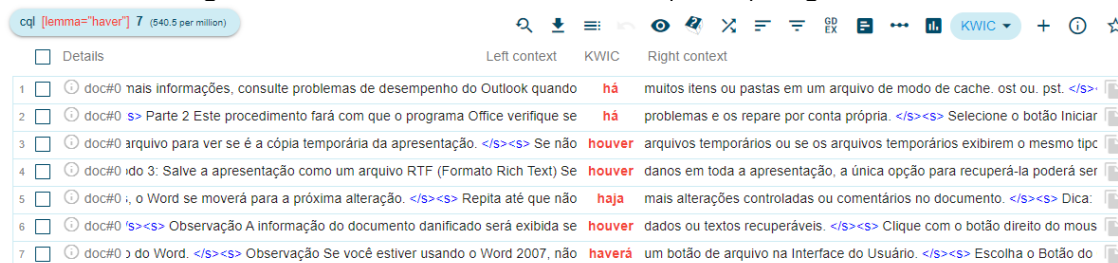 cql [lemma="haver"] 7 (540.5 per million) GD EX KWIC
Details Left context KWIC Right context
1 doc#0 mais informações, consulte problemas de desempenho do Outlook quando há muitos itens ou pastas em um arquivo de modo de cache. ost ou. pst. </s>
2 doc#0 s> Parte 2 Este procedimento fará com que o programa Office verifique se há problemas e os repare por conta própria. </s><s> Selecione o botão Iniciar
3 doc#0 arquivo para ver se é a cópia temporária da apresentação. </s><s> Se não houver arquivos temporários ou se os arquivos temporários exibirem o mesmo tipo
4 doc#0 do 3: Salve a apresentação como um arquivo RTF (Formato Rich Text) Se houver danos em toda a apresentação, a única opção para recuperá-la poderá ser
5 doc#0 , o Word se moverá para a próxima alteração. </s><s> Repita até que não haja mais alterações controladas ou comentários no documento. </s><s> Dica:
6 doc#0 /s><s> Observação A informação do documento danificado será exibida se houver dados ou textos recuperáveis. </s><s> Clique com o botão direito do mous
7 doc#0 do Word. </s><s> Observação Se você estiver usando o Word 2007, não haverá um botão de arquivo na Interface do Usuário. </s><s> Escolha o Botão do